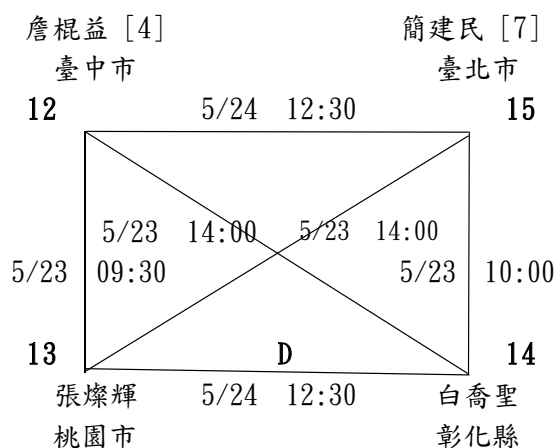 詹棍益 [4] 簡建民 [7]
臺中市 臺北市
12 5/24 12:30 15
5/23 14:00 5/23 14:00
5/23 09:30 5/23 10:00
13 D 14
張燦輝 5/24 12:30 白喬聖
桃園市 彰化縣